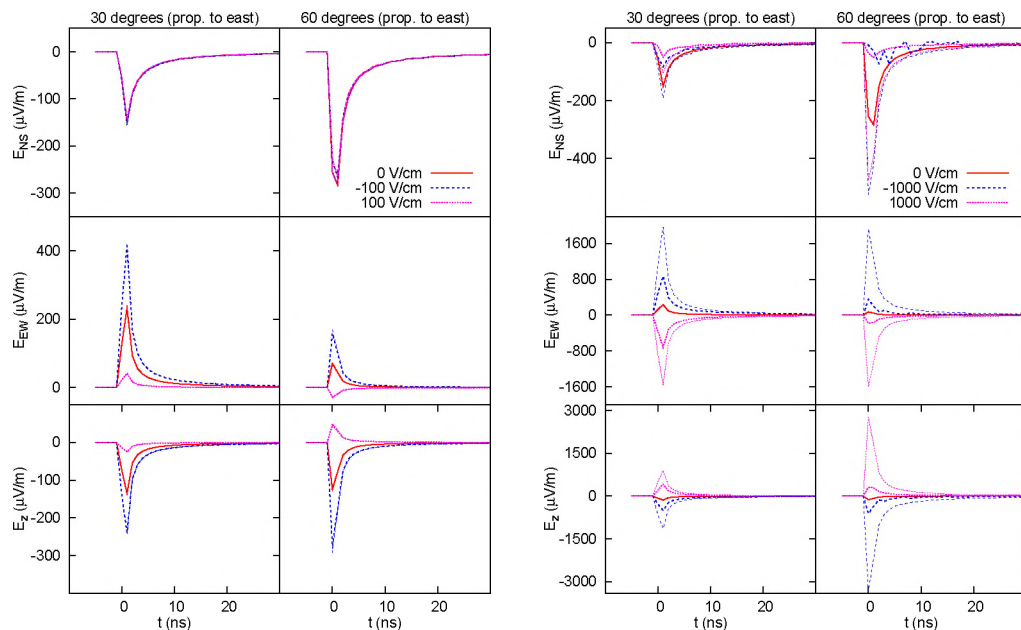 30 degrees (prop. to east) 60 degrees (prop. to east)
0
-100
-200
-300
E_NS (μV/m)
0 V/cm
-100 V/cm
100 V/cm
400
200
0
E_EW (μV/m)
0
-100
-200
-300
E_z (μV/m)
0 10 20 0 10 20
t (ns) t (ns)
30 degrees (prop. to east) 60 degrees (prop. to east)
0
-200
-400
E_NS (μV/m)
0 V/cm
-1000 V/cm
1000 V/cm
1600
800
0
-800
-1600
E_EW (μV/m)
3000
1500
0
-1500
-3000
E_z (μV/m)
0 10 20 0 10 20
t (ns) t (ns)